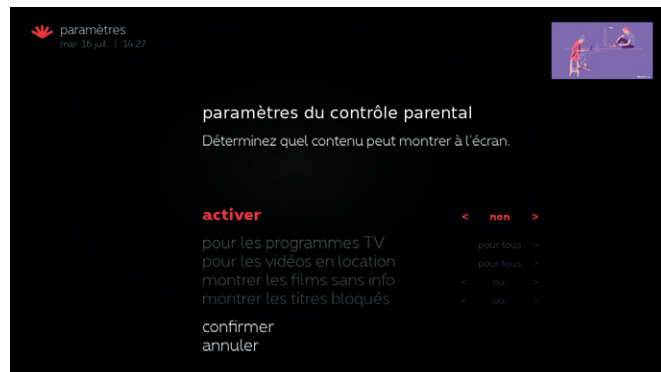 paramètres
mar. 16 juil. | 14:27
paramètres du contrôle parental
Déterminez quel contenu peut montrer à l'écran.
activer < non >
pour les programmes TV pour tous >
pour les vidéos en location pour tous >
montrer les films sans info < oui >
montrer les titres bloqués < oui >
confirmer
annuler